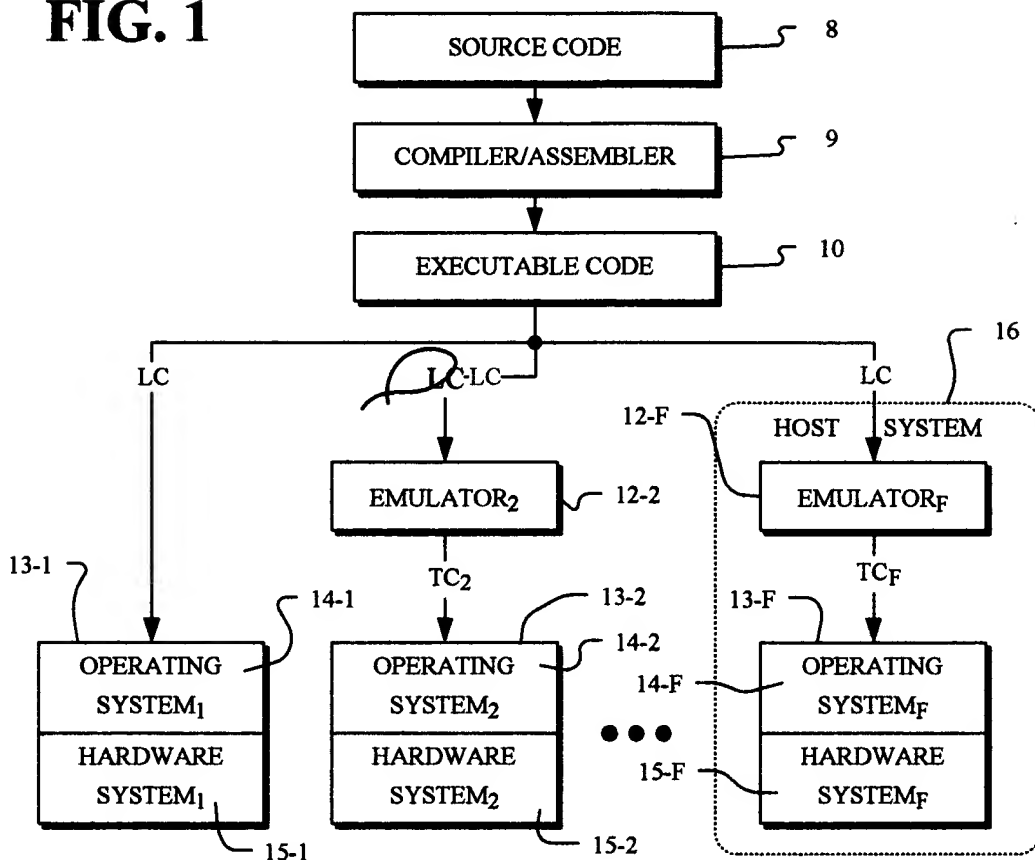 FIG. 1
SOURCE CODE
8
COMPILER/ASSEMBLER
9
EXECUTABLE CODE
10
16
LC
LC-LC
LC
12-F
HOST SYSTEM
EMULATOR2
12-2
EMULATORF
13-1
TC2
TCF
14-1
13-2
13-F
OPERATING
SYSTEM1
OPERATING
SYSTEM2
14-2
14-F
OPERATING
SYSTEMF
HARDWARE
SYSTEM1
HARDWARE
SYSTEM2
15-F
HARDWARE
SYSTEMF
15-1
15-2